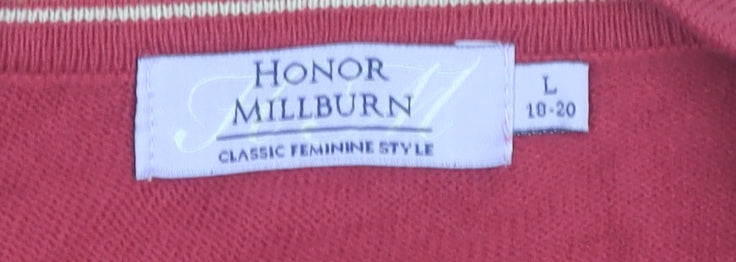 HONOR
MILLBURN
CLASSIC FEMININE STYLE
L
18-20